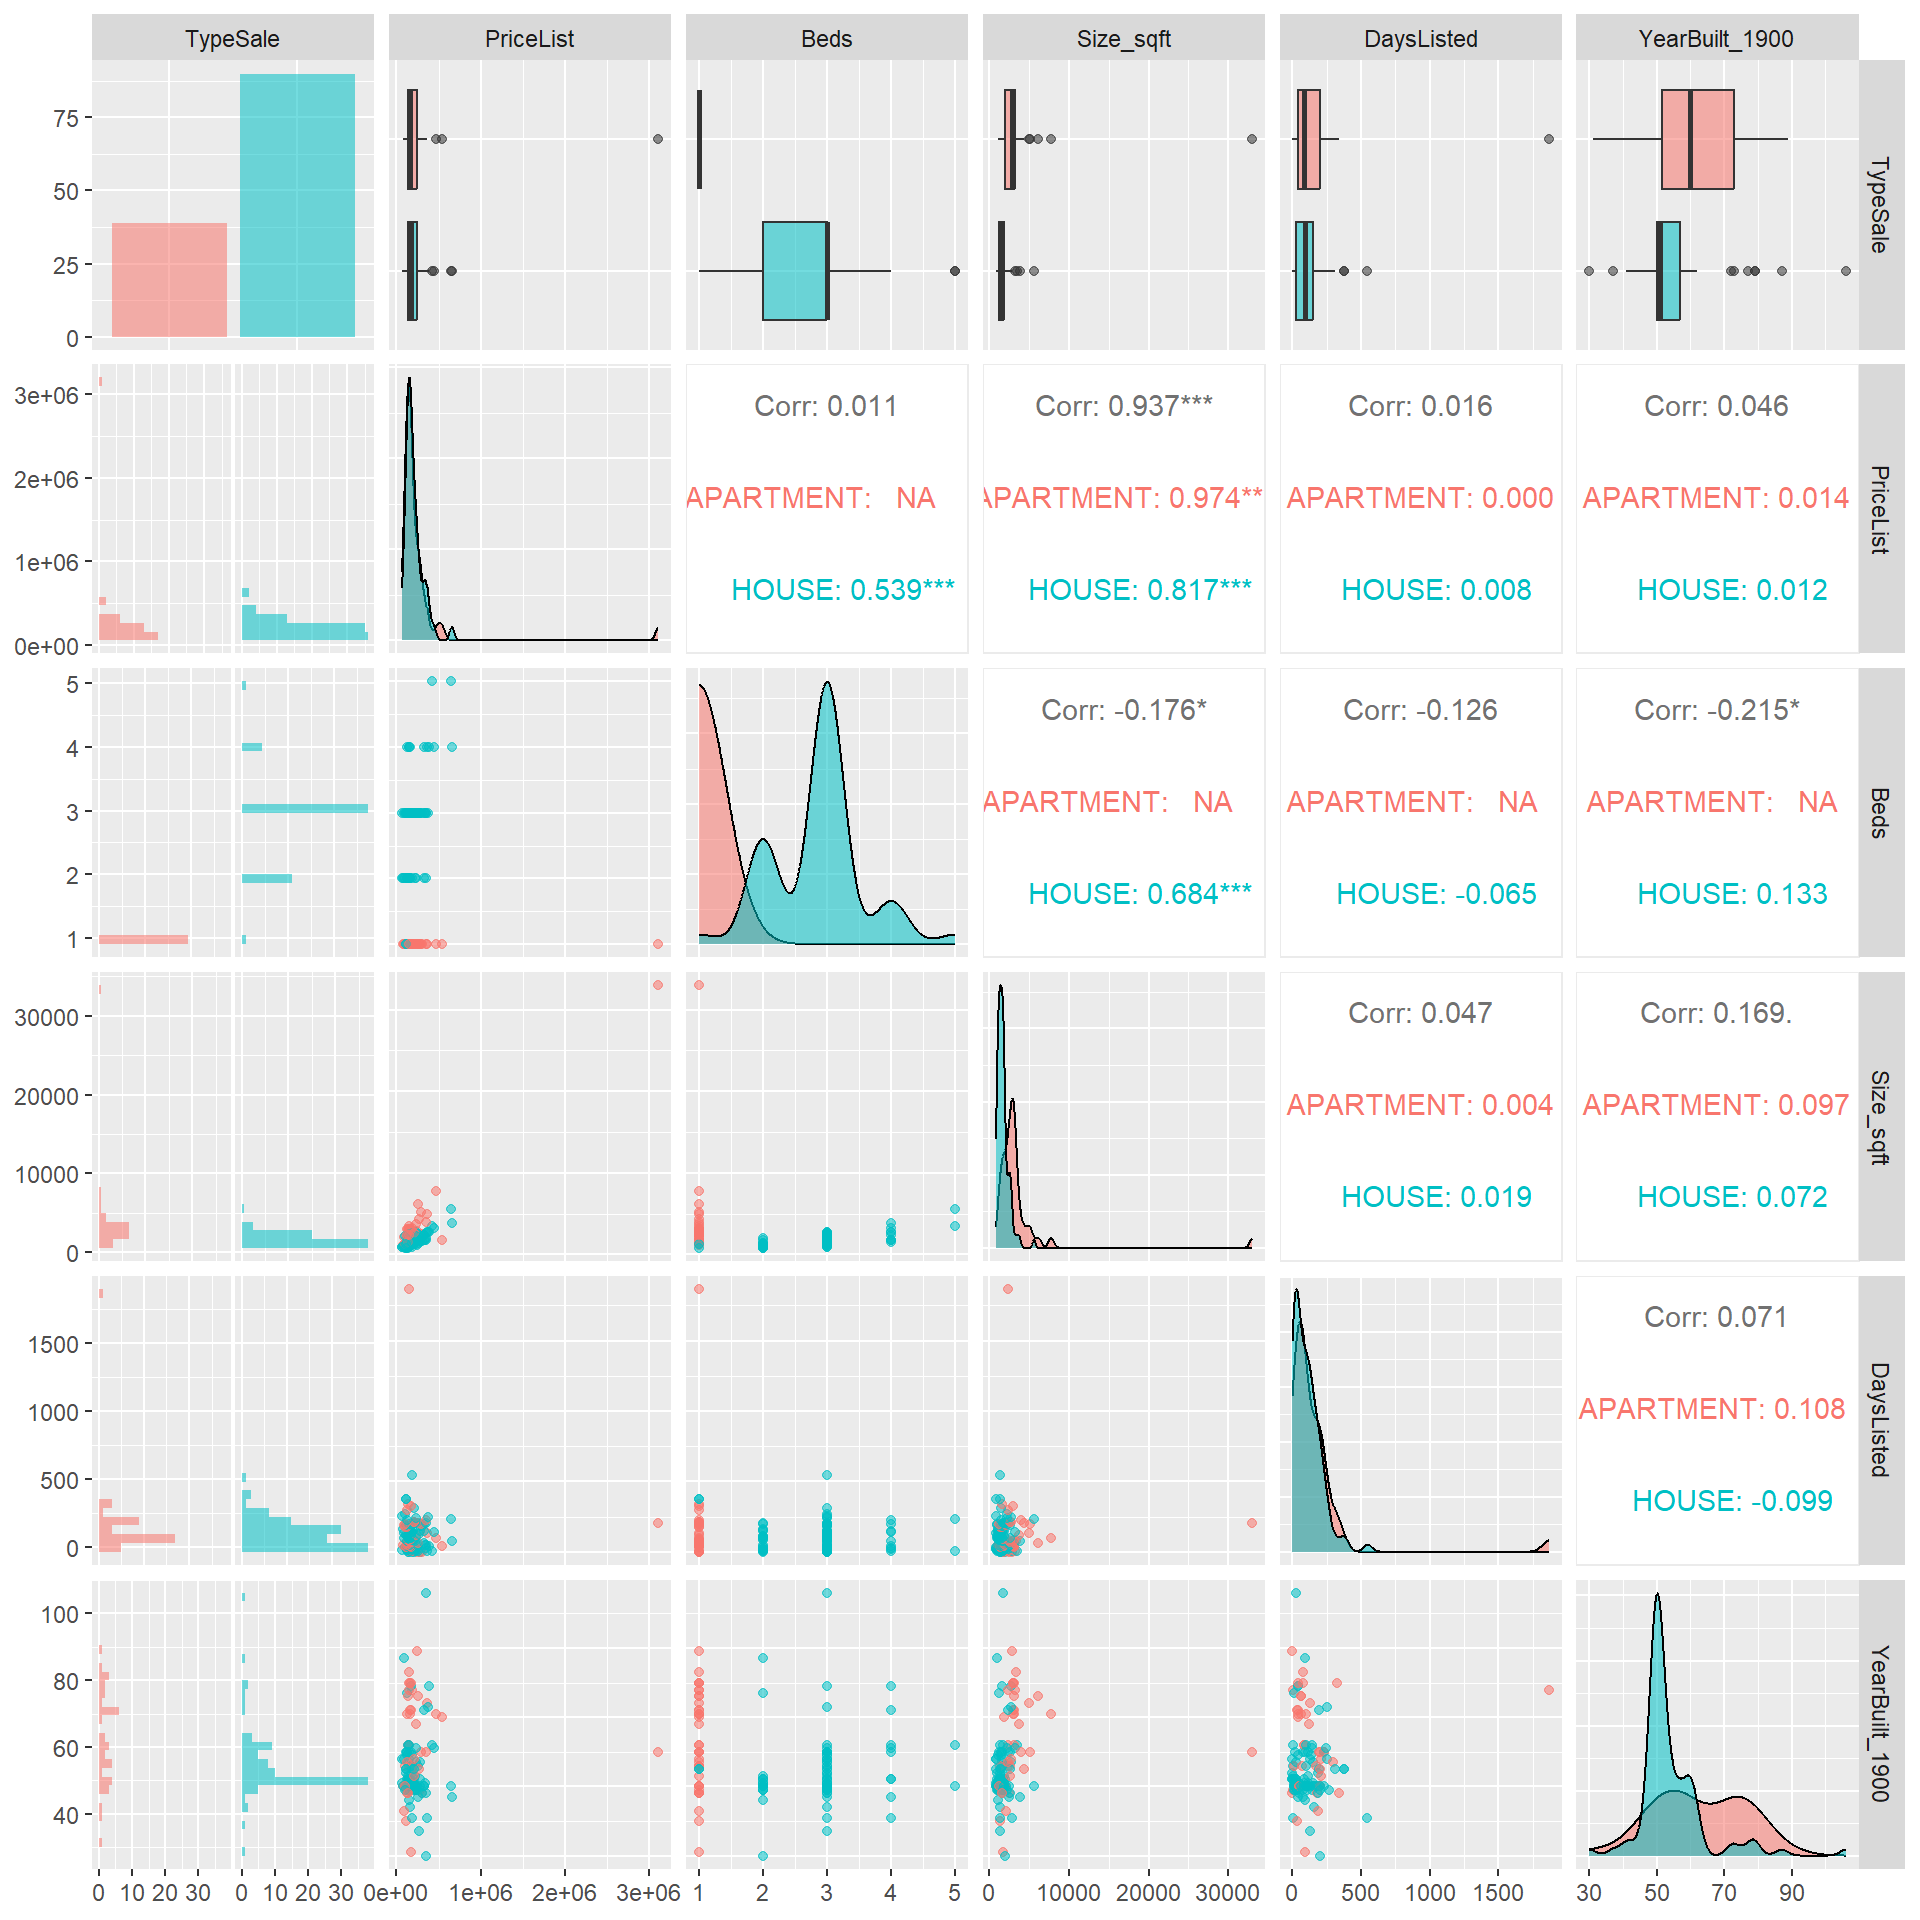 TypeSale PriceList Beds Size_sqft DaysListed YearBuilt_1900
75
50
25
0
TypeSale
3e+06
2e+06
1e+06
0e+00
Corr: 0.011
APARTMENT: NA
HOUSE: 0.539***
Corr: 0.937***
APARTMENT: 0.974**
HOUSE: 0.817***
Corr: 0.016
APARTMENT: 0.000
HOUSE: 0.008
Corr: 0.046
APARTMENT: 0.014
HOUSE: 0.012
PriceList
5
4
3
2
1
Corr: -0.176*
APARTMENT: NA
HOUSE: 0.684***
Corr: -0.126
APARTMENT: NA
HOUSE: -0.065
Corr: -0.215*
APARTMENT: NA
HOUSE: 0.133
Beds
30000
20000
10000
0
Corr: 0.047
APARTMENT: 0.004
HOUSE: 0.019
Corr: 0.169.
APARTMENT: 0.097
HOUSE: 0.072
Size_sqft
1500
1000
500
0
Corr: 0.071
APARTMENT: 0.108
HOUSE: -0.099
DaysListed
100
80
60
40
YearBuilt_1900
0 10 20 30 0 10 20 30 0e+00 1e+06 2e+06 3e+06 1 2 3 4 5 0 10000 20000 30000 0 500 1000 1500 30 50 70 90